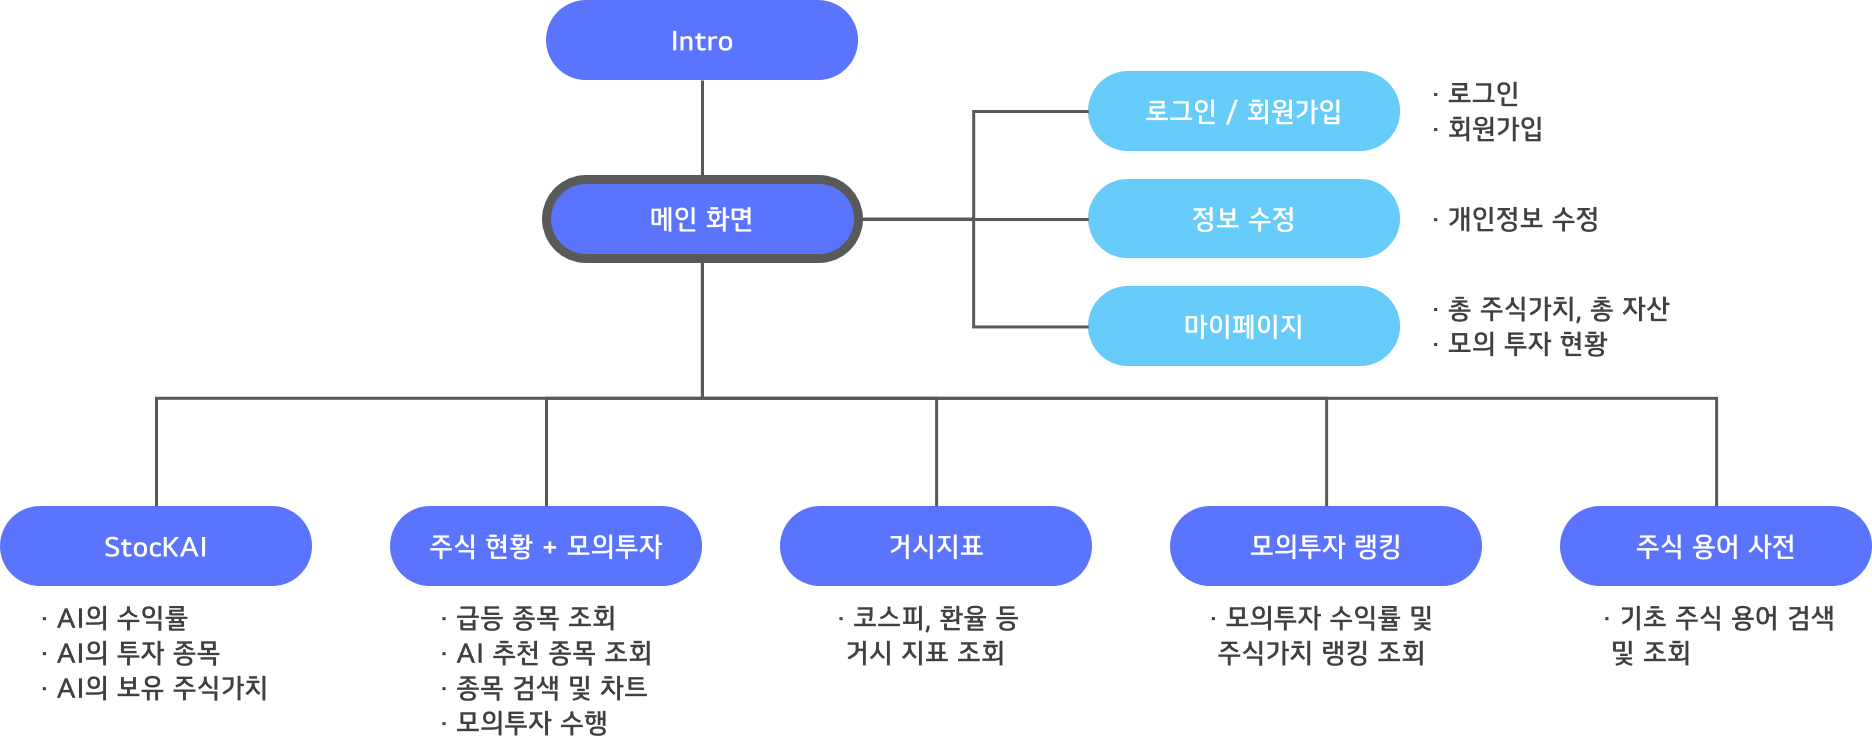 Intro
로그인 / 회원가입
· 로그인
· 회원가입
메인 화면
정보 수정
· 개인정보 수정
마이페이지
· 총 주식가치, 총 자산
· 모의 투자 현황
StocKAI
· AI의 수익률
· AI의 투자 종목
· AI의 보유 주식가치
주식 현황 + 모의투자
· 급등 종목 조회
· AI 추천 종목 조회
· 종목 검색 및 차트
· 모의투자 수행
거시지표
· 코스피, 환율 등
거시 지표 조회
모의투자 랭킹
· 모의투자 수익률 및
주식가치 랭킹 조회
주식 용어 사전
· 기초 주식 용어 검색
및 조회